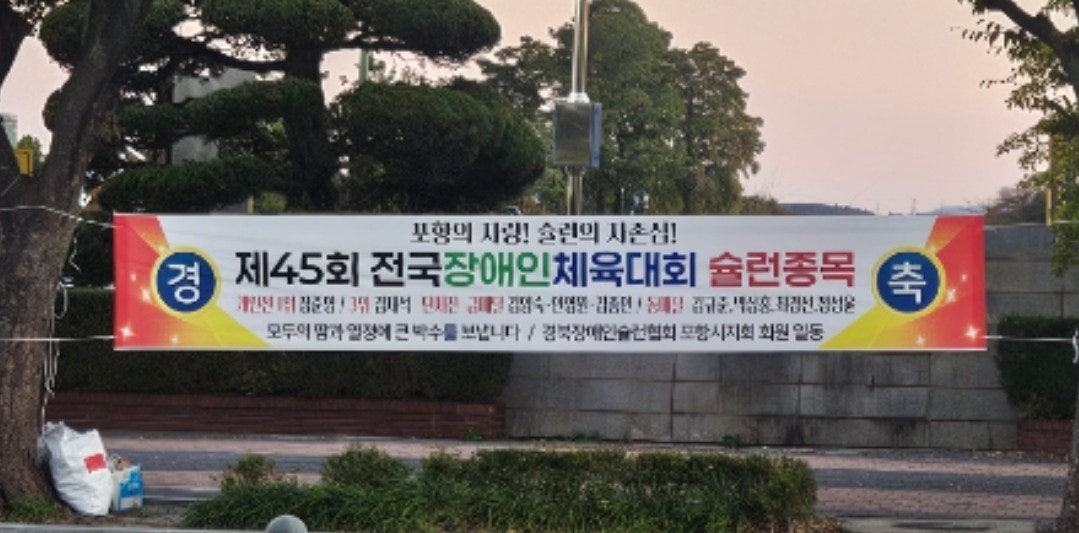 포항의 자랑! 슐런의 자존심!
경 제45회 전국장애인체육대회 슐런종목 축
개인전 1위 / 3위 단체전 금메달 / 동메달
모두의 땀과 열정에 큰 박수를 보냅니다 / 경북장애인슐런협회 포항시지회 회원 일동